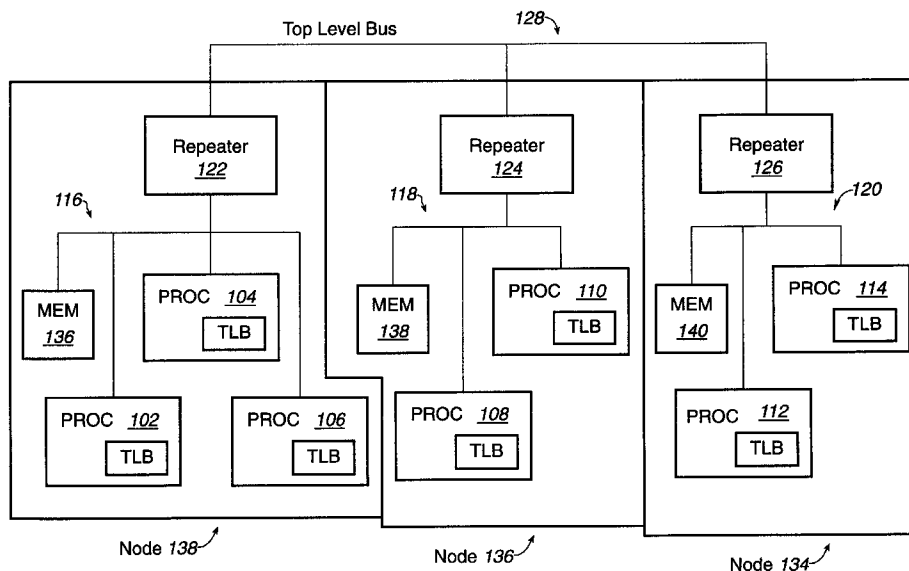 Top Level Bus
128
Repeater
122
Repeater
124
Repeater
126
116
118
120
MEM
136
PROC 104
TLB
MEM
138
PROC 110
TLB
MEM
140
PROC 114
TLB
PROC 102
TLB
PROC 106
TLB
PROC 108
TLB
PROC 112
TLB
Node 138
Node 136
Node 134